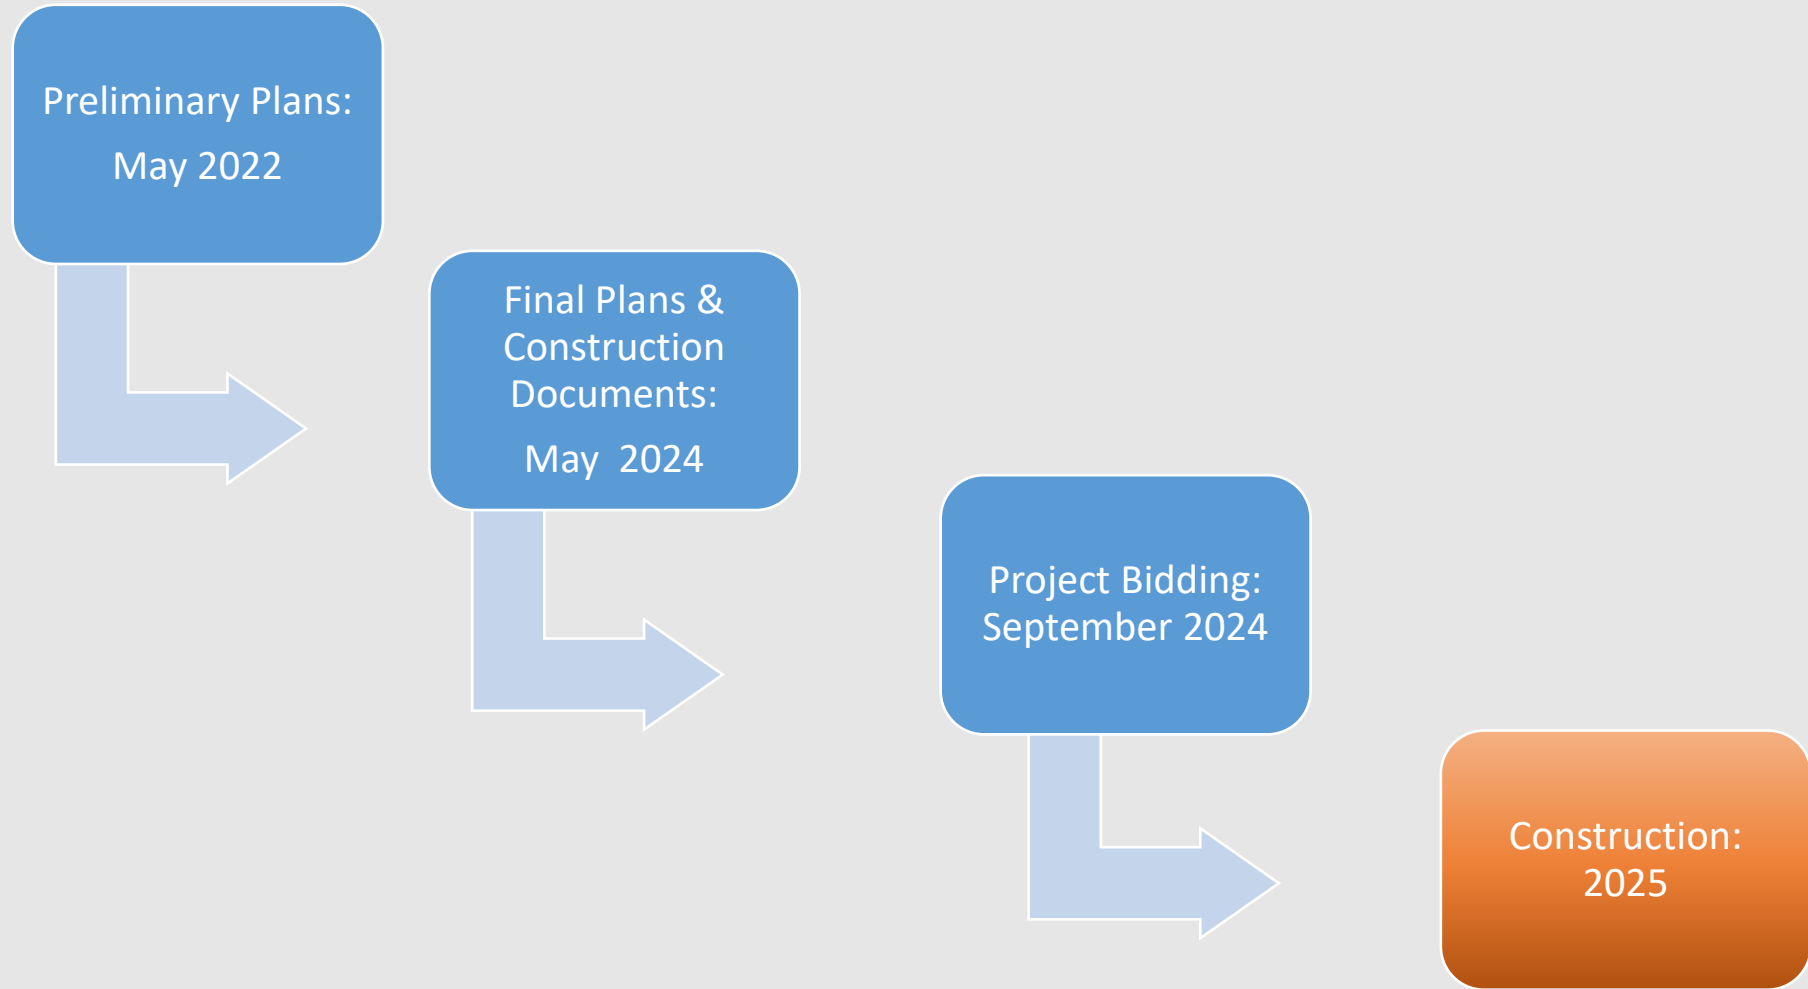 Preliminary Plans:
May 2022
Final Plans &
Construction
Documents:
May  2024
Project Bidding:
September 2024
Construction:
2025